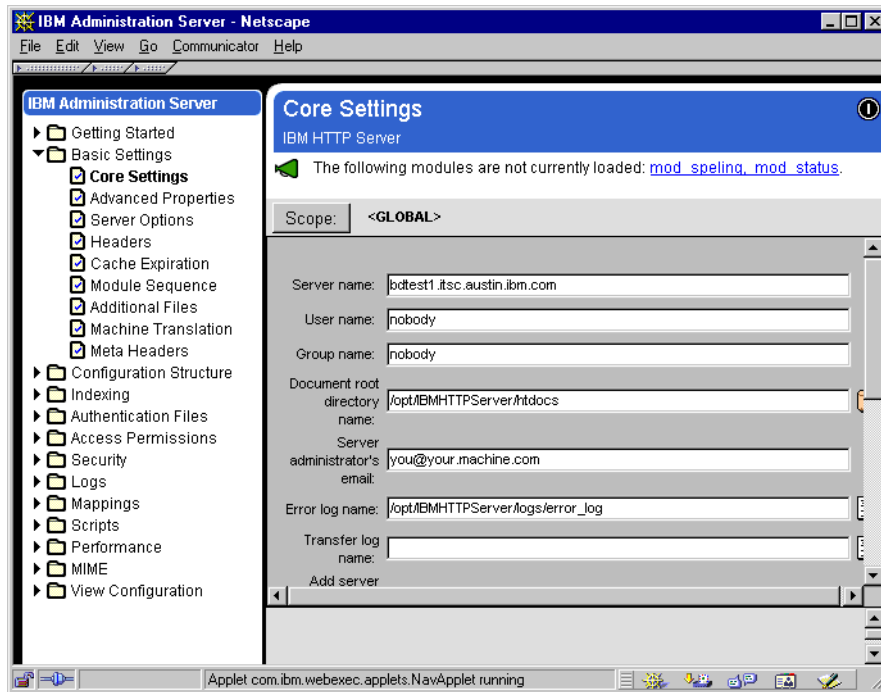 IBM Administration Server - Netscape
File Edit View Go Communicator Help
IBM Administration Server
Getting Started
Basic Settings
Core Settings
Advanced Properties
Server Options
Headers
Cache Expiration
Module Sequence
Additional Files
Machine Translation
Meta Headers
Configuration Structure
Indexing
Authentication Files
Access Permissions
Security
Logs
Mappings
Scripts
Performance
MIME
View Configuration
Core Settings
IBM HTTP Server
The following modules are not currently loaded: mod_speling, mod_status.
Scope: <GLOBAL>
Server name: bdtest1.itsc.austin.ibm.com
User name: nobody
Group name: nobody
Document root
directory
name:
/opt/IBMHTTPServer/htdocs
Server
administrator's
email:
you@your.machine.com
Error log name: /opt/IBMHTTPServer/logs/error_log
Transfer log
name:
Add server
Applet com.ibm.webexec.applets.NavApplet running